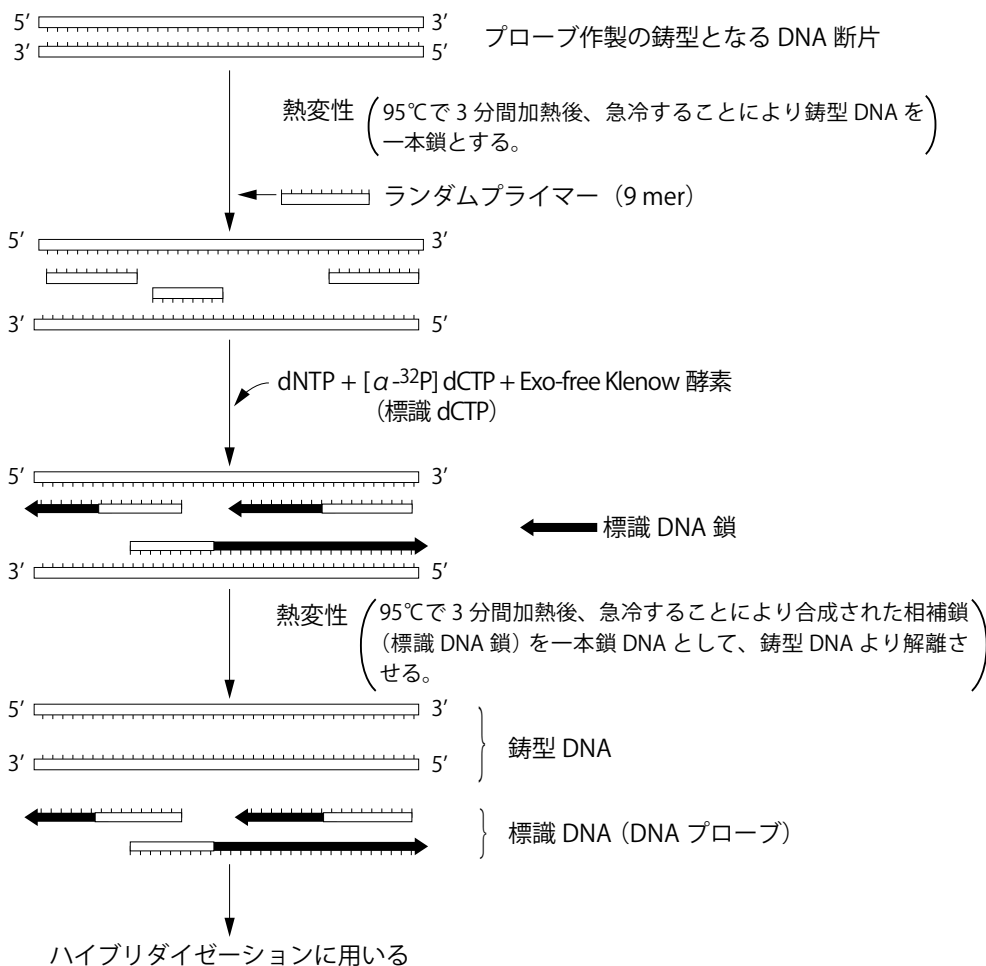 5′ 3′
3′ 5′
プローブ作製の鋳型となる DNA 断片
熱変性
95℃で 3 分間加熱後、急冷することにより鋳型 DNA を
一本鎖とする。
ランダムプライマー（9 mer）
5′ 3′
3′ 5′
dNTP + [α-³²P] dCTP + Exo-free Klenow 酵素
（標識 dCTP）
5′ 3′
標識 DNA 鎖
3′ 5′
熱変性
95℃で 3 分間加熱後、急冷することにより合成された相補鎖
（標識 DNA 鎖）を一本鎖 DNA として、鋳型 DNA より解離さ
せる。
5′ 3′
鋳型 DNA
3′ 5′
標識 DNA（DNA プローブ）
ハイブリダイゼーションに用いる